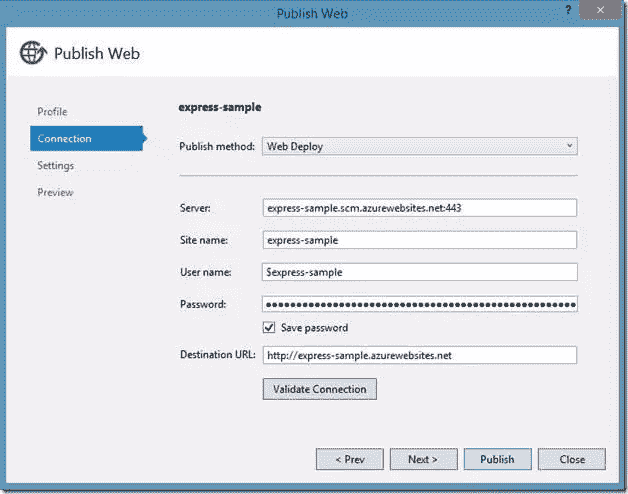 Publish Web
?
Publish Web
Profile
Connection
Settings
Preview
express-sample
Publish method: Web Deploy
Server: express-sample.scm.azurewebsites.net:443
Site name: express-sample
User name: $express-sample
Password: 
Save password
Destination URL: http://express-sample.azurewebsites.net
Validate Connection
< Prev Next > Publish Close